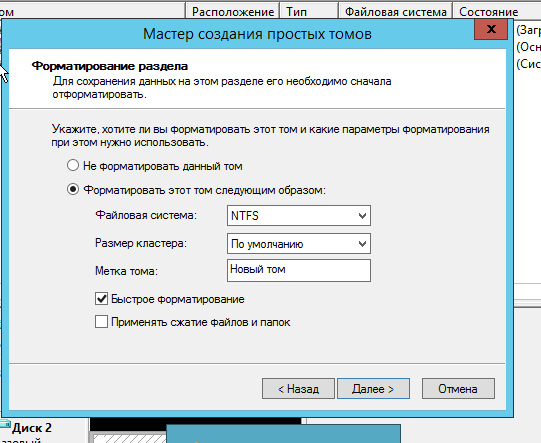 ом Расположение Тип Файловая система Состояние
Мастер создания простых томов x
(Загр
(Осн
(Сис
Форматирование раздела
Для сохранения данных на этом разделе его необходимо сначала
отформатировать.
Укажите, хотите ли вы форматировать этот том и какие параметры форматирования
при этом нужно использовать.
Не форматировать данный том
Форматировать этот том следующим образом:
Файловая система: NTFS
Размер кластера: По умолчанию
Метка тома: Новый том
Быстрое форматирование
Применять сжатие файлов и папок
< Назад Далее > Отмена
Диск 2